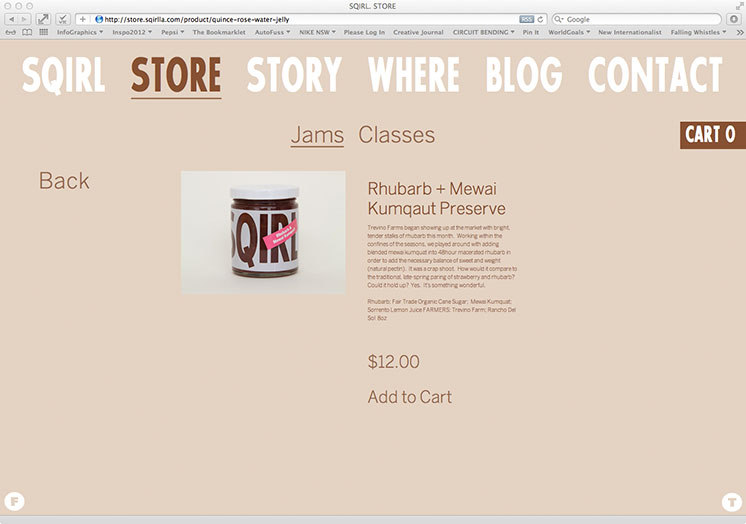 SQIRL. STORE
http://store.sqirlla.com/product/quince-rose-water-jelly
RSS
Google
InfoGraphics Inspo2012 Pepsi The Bookmarklet AutoFuss NIKE NSW Please Log In Creative Journal CIRCUIT BENDING Pin It WorldGoals New Internationalist Falling Whistles
SQIRL STORE STORY WHERE BLOG CONTACT
Jams Classes
CART 0
Back
SQIRL
Rhubarb + Mewai
Kumqaut Preserve
Trevino Farms began showing up at the market with bright,
tender stalks of rhubarb this month. Working within the
confines of the seasons, we played around with adding
blended mewai kumquat into 48hour macerated rhubarb in
order to add the necessary balance of sweet and weight
(natural pectin). It was a crap shoot. How would it compare to
the traditional, late-spring paring of strawberry and rhubarb?
Could it hold up? Yes. It's something wonderful.
Rhubarb; Fair Trade Organic Cane Sugar; Mewai Kumquat;
Sorrento Lemon Juice FARMERS: Trevino Farm; Rancho Del
Sol 8oz
$12.00
Add to Cart
F
T